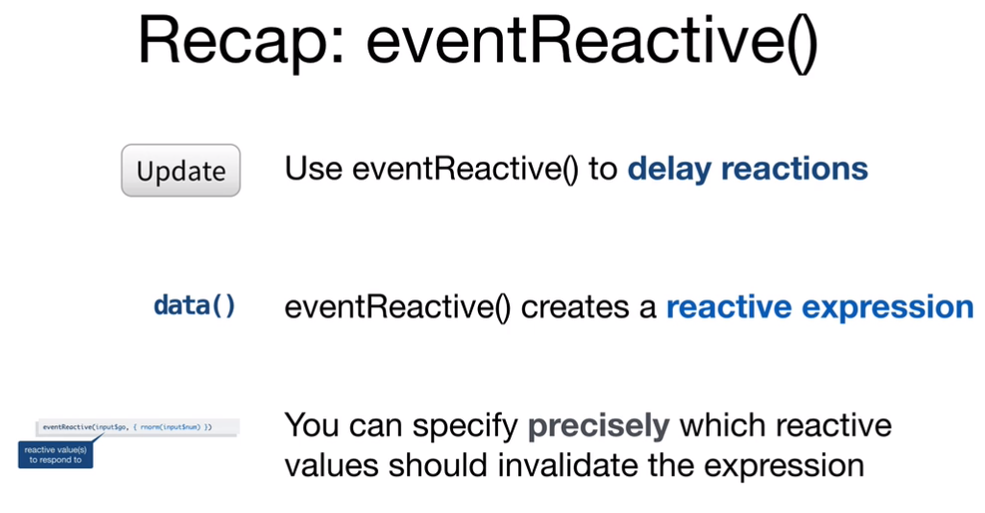 Recap: eventReactive()
Update
Use eventReactive() to delay reactions
data()
eventReactive() creates a reactive expression
eventReactive(input$go, { rnorm(input$num) })
reactive value(s)
to respond to
You can specify precisely which reactive
values should invalidate the expression